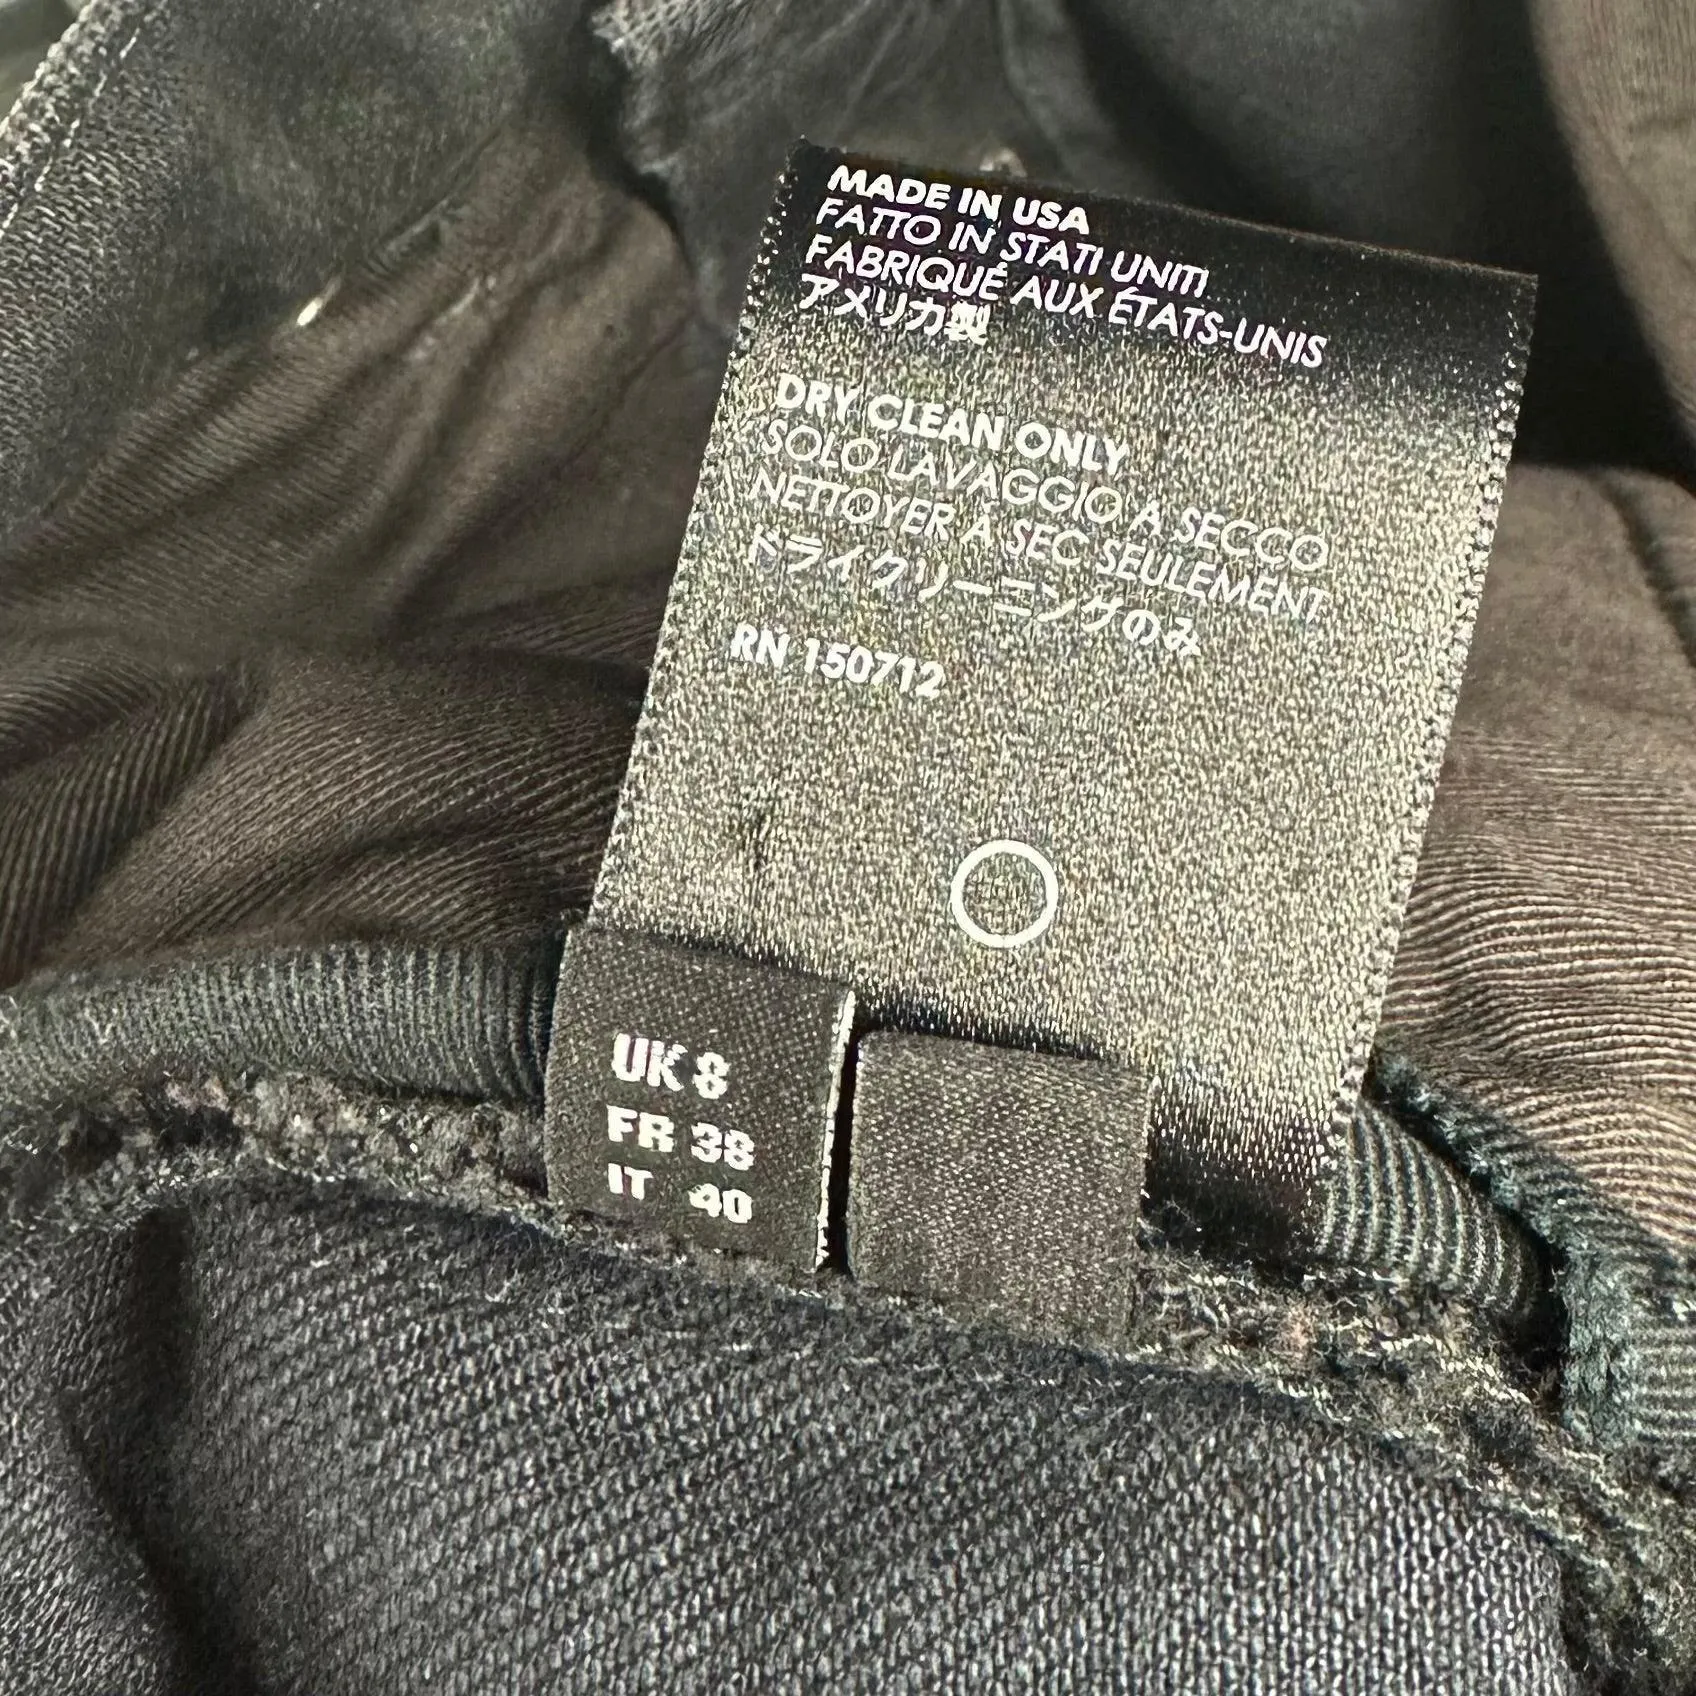 MADE IN USA
FATTO IN STATI UNITI
FABRIQUÉ AUX ÉTATS-UNIS
アメリカ製
DRY CLEAN ONLY
SOLO LAVAGGIO A SECCO
NETTOYER A SEC SEULEMENT
ドライクリーニングのみ
RN 150712
UK 8
FR 38
IT 40